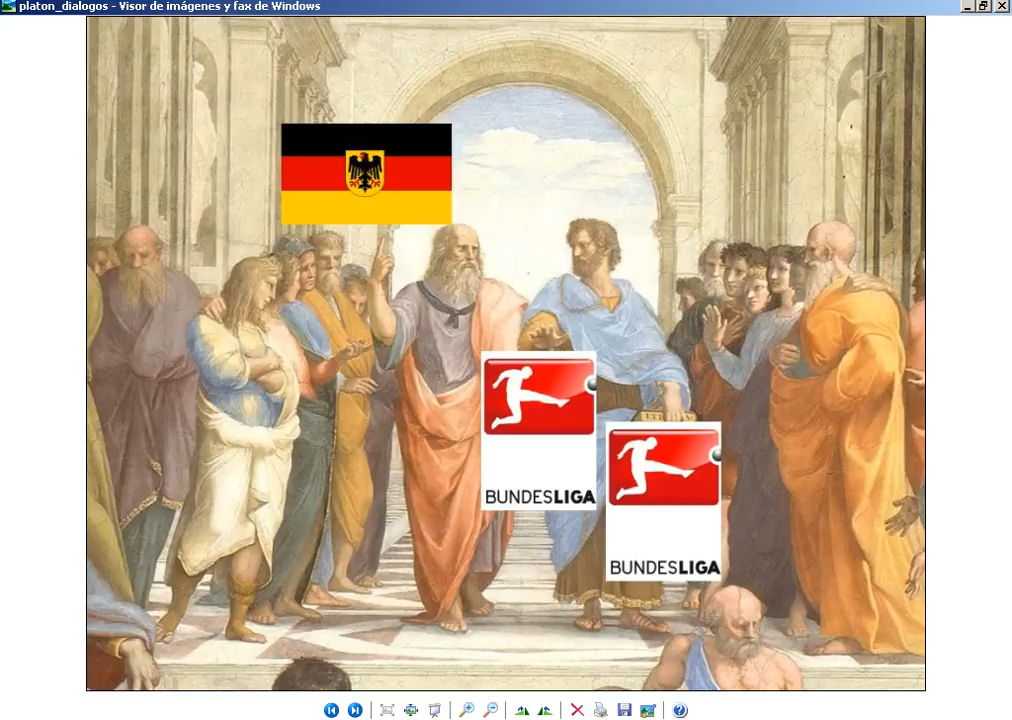 platon_dialogos - Visor de imágenes y fax de Windows
BUNDESLIGA
BUNDESLIGA